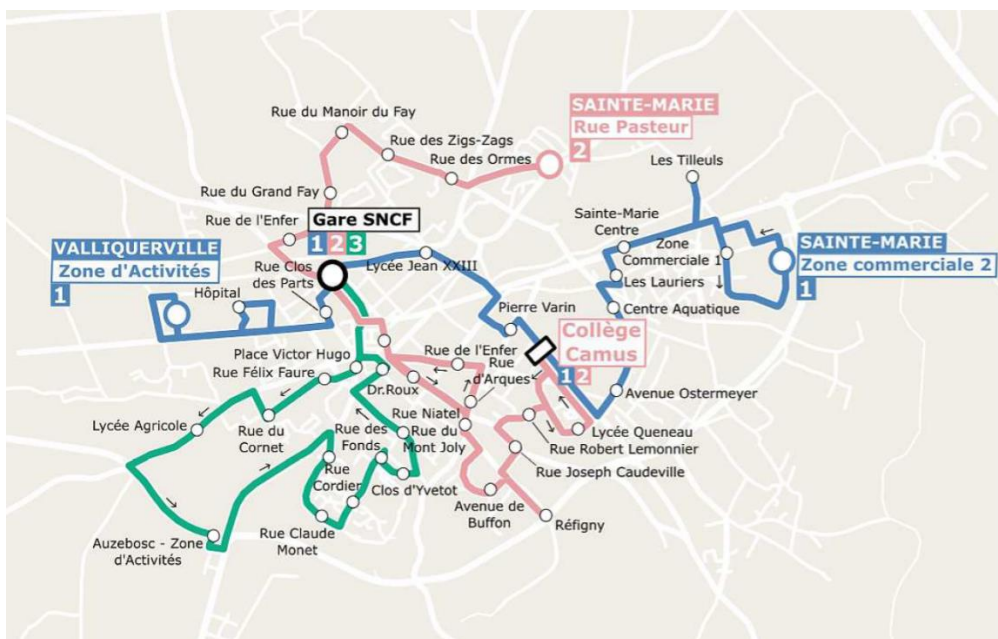 Rue du Manoir du Fay
SAINTE-MARIE
Rue Pasteur
2
Rue des Zigs-Zags
Rue des Ormes
Les Tilleuls
Rue du Grand Fay
Rue de l'Enfer
Gare SNCF
1 2 3
Sainte-Marie
Centre
VALLIQUERVILLE
Zone d'Activités
1
Zone
Commerciale 1
SAINTE-MARIE
Zone commerciale 2
1
Rue Clos
des Parts
Lycée Jean XXIII
Les Lauriers
Hôpital
Centre Aquatique
Pierre Varin
Collège
Camus
1 2
Place Victor Hugo
Rue Félix Faure
Rue de l'Enfer
Rue
d'Arques
Dr.Roux
Avenue Ostermeyer
Lycée Agricole
Rue du
Cornet
Rue des
Fonds
Rue Niatel
Rue du
Mont Joly
Lycée Queneau
Rue Robert Lemonnier
Rue Joseph Caudeville
Rue
Cordier
Clos d'Yvetot
Avenue de
Buffon
Réfigny
Rue Claude
Monet
Auzebosc - Zone
d'Activités